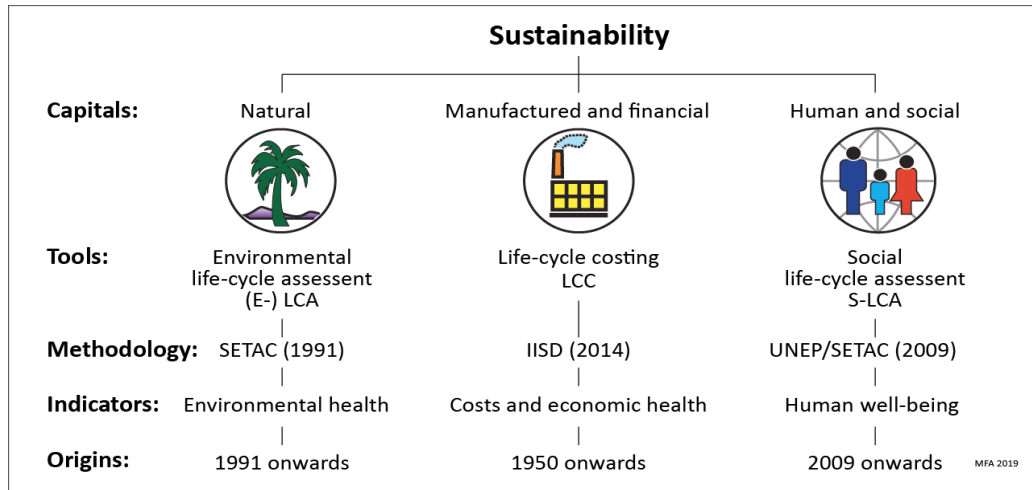 Sustainability
Capitals: Natural Manufactured and financial Human and social
Tools: Environmental Life-cycle costing Social
life-cycle assessent LCC life-cycle assessent
(E-) LCA S-LCA
Methodology: SETAC (1991) IISD (2014) UNEP/SETAC (2009)
Indicators: Environmental health Costs and economic health Human well-being
Origins: 1991 onwards 1950 onwards 2009 onwards MFA 2019